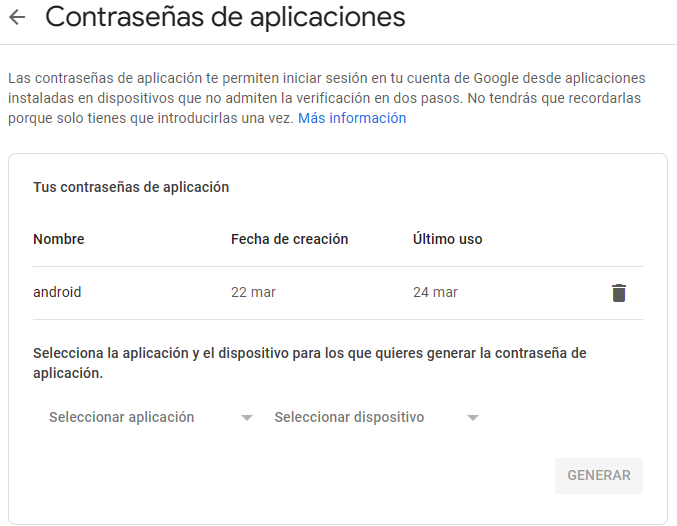 Contraseñas de aplicaciones
Las contraseñas de aplicación te permiten iniciar sesión en tu cuenta de Google desde aplicaciones
instaladas en dispositivos que no admiten la verificación en dos pasos. No tendrás que recordarlas
porque solo tienes que introducirlas una vez. Más información
Tus contraseñas de aplicación
Nombre Fecha de creación Último uso
android 22 mar 24 mar
Selecciona la aplicación y el dispositivo para los que quieres generar la contraseña de
aplicación.
Seleccionar aplicación Seleccionar dispositivo
GENERAR